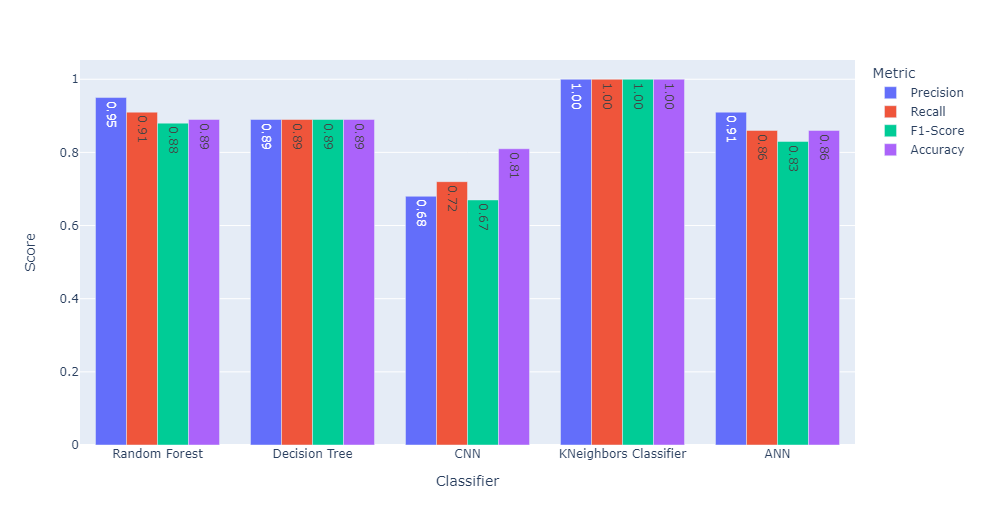 Metric
Precision
Recall
F1-Score
Accuracy
Score
1
0.8
0.6
0.4
0.2
0
0.95
0.91
0.88
0.89
0.89
0.89
0.89
0.89
0.68
0.72
0.67
0.81
1.00
1.00
1.00
1.00
0.91
0.86
0.83
0.86
Random Forest
Decision Tree
CNN
KNeighbors Classifier
ANN
Classifier